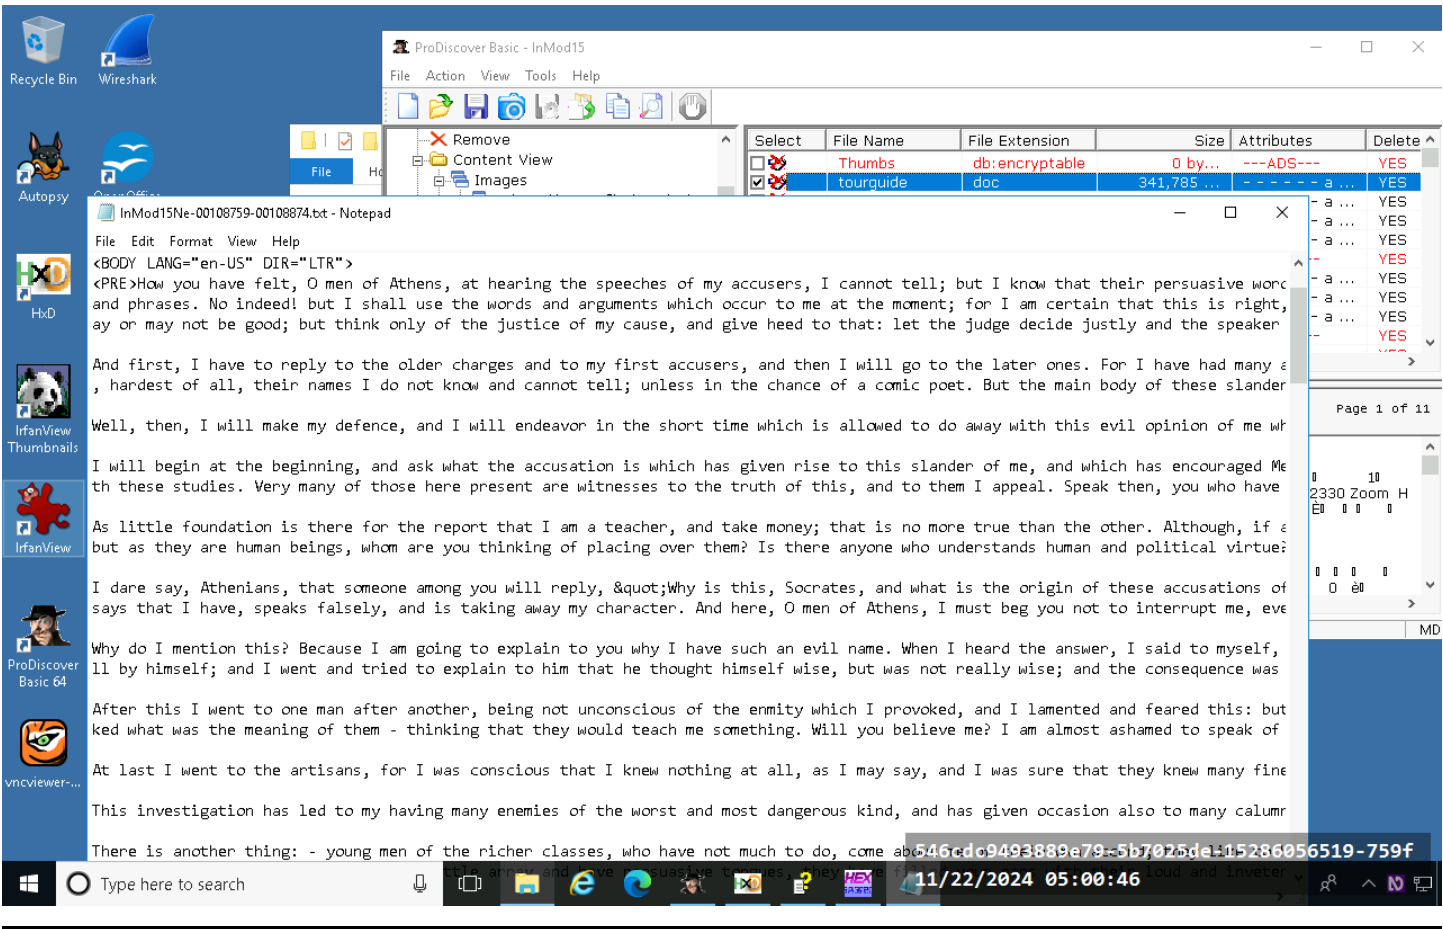 Recycle Bin
Wireshark
Autopsy
OpenOffice
HxD
IrfanView
Thumbnails
IrfanView
ProDiscover
Basic 64
vncviewer-...
ProDiscover Basic - InMod15
File Action View Tools Help
Remove
Content View
Images
Select File Name File Extension Size Attributes Delete
Thumbs db:encryptable 0 by... ---ADS--- YES
tourguide doc 341,785 ... - - - - - - a ... YES
- a ... YES
- a ... YES
- a ... YES
-- YES
- a ... YES
- a ... YES
- a ... YES
-- YES
Page 1 of 11
2330 Zoom H
MD
File
InMod15Ne-00108759-00108874.txt - Notepad
File Edit Format View Help
<BODY LANG="en-US" DIR="LTR">
<PRE>How you have felt, O men of Athens, at hearing the speeches of my accusers, I cannot tell; but I know that their persuasive
and phrases. No indeed! but I shall use the words and arguments which occur to me at the moment; for I am certain that this is right,
ay or may not be good; but think only of the justice of my cause, and give heed to that: let the judge decide justly and the speaker
And first, I have to reply to the older charges and to my first accusers, and then I will go to the later ones. For I have had many
, hardest of all, their names I do not know and cannot tell; unless in the chance of a comic poet. But the main body of these slander
Well, then, I will make my defence, and I will endeavor in the short time which is allowed to do away with this evil opinion of me
I will begin at the beginning, and ask what the accusation is which has given rise to this slander of me, and which has encouraged Me
th these studies. Very many of those here present are witnesses to the truth of this, and to them I appeal. Speak then, you who have
As little foundation is there for the report that I am a teacher, and take money; that is no more true than the other. Although, if
but as they are human beings, whom are you thinking of placing over them? Is there anyone who understands human and political virtue?
I dare say, Athenians, that someone among you will reply, &quot;Why is this, Socrates, and what is the origin of these accusations of
says that I have, speaks falsely, and is taking away my character. And here, O men of Athens, I must beg you not to interrupt me, eve
Why do I mention this? Because I am going to explain to you why I have such an evil name. When I heard the answer, I said to myself,
ll by himself; and I went and tried to explain to him that he thought himself wise, but was not really wise; and the consequence was
After this I went to one man after another, being not unconscious of the enmity which I provoked, and I lamented and feared this: but
ked what was the meaning of them - thinking that they would teach me something. Will you believe me? I am almost ashamed to speak of
At last I went to the artisans, for I was conscious that I knew nothing at all, as I may say, and I was sure that they knew many fine
This investigation has led to my having many enemies of the worst and most dangerous kind, and has given occasion also to many
There is another thing: - young men of the richer classes, who have not much to do, come
Type here to search
11/22/2024 05:00:46